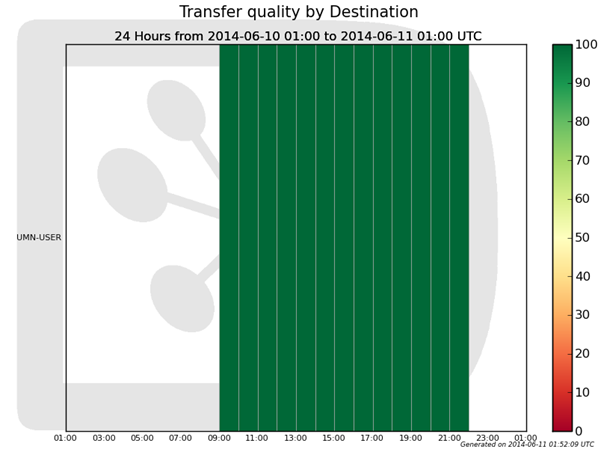 Transfer quality by Destination
24 Hours from 2014-06-10 01:00 to 2014-06-11 01:00 UTC
100
90
80
70
60
50
40
30
20
10
0
UMN-USER
01:00 03:00 05:00 07:00 09:00 11:00 13:00 15:00 17:00 19:00 21:00 23:00 01:00
Generated on 2014-06-11 01:52:09 UTC